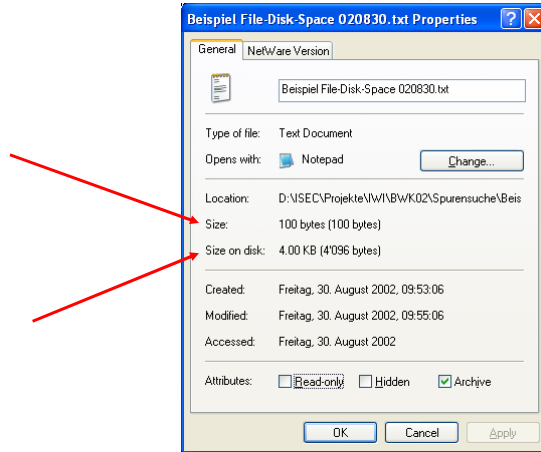 Beispiel File-Disk-Space 020830.txt Properties
General NetWare Version
Beispiel File-Disk-Space 020830.txt
Type of file: Text Document
Opens with: Notepad Change...
Location: D:\ISEC\Projekte\IWI\BWK02\Spurensuche\Beis
Size: 100 bytes (100 bytes)
Size on disk: 4.00 KB (4'096 bytes)
Created: Freitag, 30. August 2002, 09:53:06
Modified: Freitag, 30. August 2002, 09:55:06
Accessed: Freitag, 30. August 2002
Attributes: Read-only Hidden Archive
OK Cancel Apply